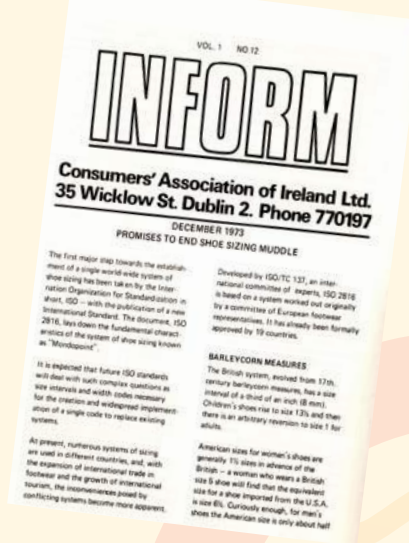 VOL. 1 NO.12
INFORM
Consumers' Association of Ireland Ltd.
35 Wicklow St. Dublin 2. Phone 770197
DECEMBER 1973
PROMISES TO END SHOE SIZING MUDDLE
The first major step towards the establish-
ment of a single world-wide system of
shoe sizing has been taken by the Inter-
nation Organization for Standardization in
short, ISO – with the publication of a new
International Standard. The document, ISO
2816, lays down the fundamental charact-
eristics of the system of shoe sizing known
as "Mondopoint".
It is expected that future ISO standards
will deal with such complex questions as
size intervals and width codes necessary
for the creation and widespread implement-
ation of a single code to replace existing
systems.
At present, numerous systems of sizing
are used in different countries, and, with
the expansion of international trade in
footwear and the growth of international
tourism, the inconveniences posed by
conflicting systems become more apparent.
Developed by ISO/TC 137, an inter-
national committee of experts, ISO 2816
is based on a system worked out originally
by a committee of European footwear
representatives. It has already been formally
approved by 19 countries.
BARLEYCORN MEASURES
The British system, evolved from 17th.
century barleycorn measures, has a size
interval of a third of an inch (8 mm).
Children's shoes rise to size 13½ and then
there is an arbitrary reversion to size 1 for
adults.
American sizes for women's shoes are
generally 1½ sizes in advance of the
British – a woman who wears a British
size 5 shoe will find that the equivalent
size for a shoe imported from the U.S.A.
is size 6½. Curiously enough, for men's
shoes the American size is only about half